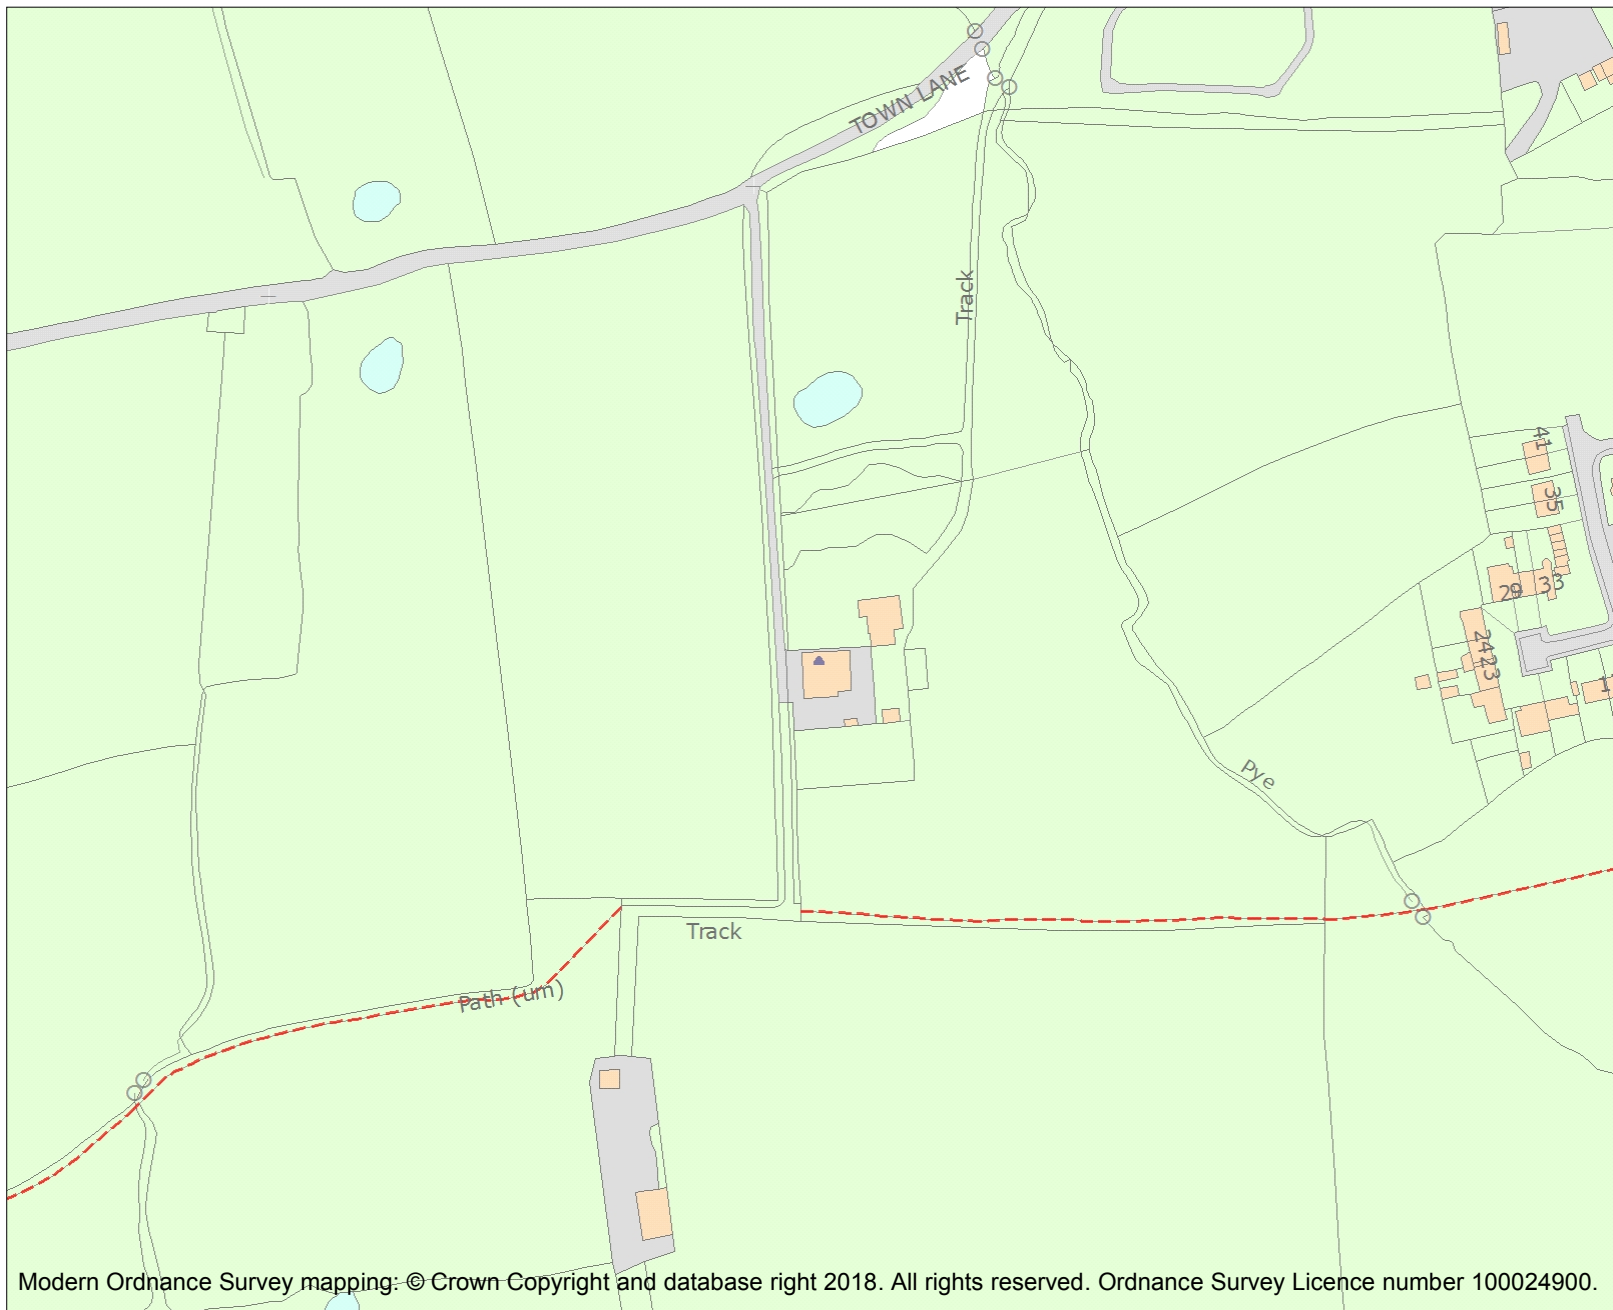 TOWN LANE
Track
41
35
29
33
24
23
1
Pye
Track
Path (um)
Modern Ordnance Survey mapping: © Crown Copyright and database right 2018. All rights reserved. Ordnance Survey Licence number 100024900.